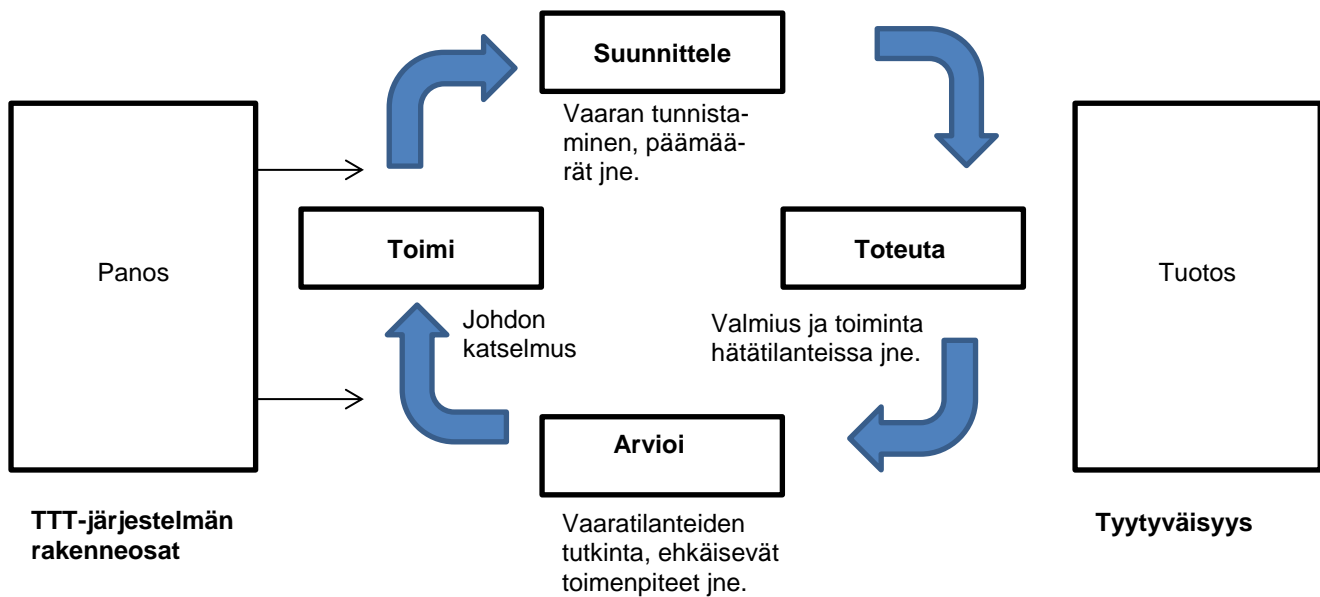 Suunnittele
Vaaran tunnista-
minen, päämää-
rät jne.
Panos
Toimi
Toteuta
Tuotos
Johdon
katselmus
Valmius ja toiminta
hätätilanteissa jne.
Arvioi
Vaaratilanteiden
tutkinta, ehkäisevät
toimenpiteet jne.
TTT-järjestelmän
rakenneosat
Tyytyväisyys